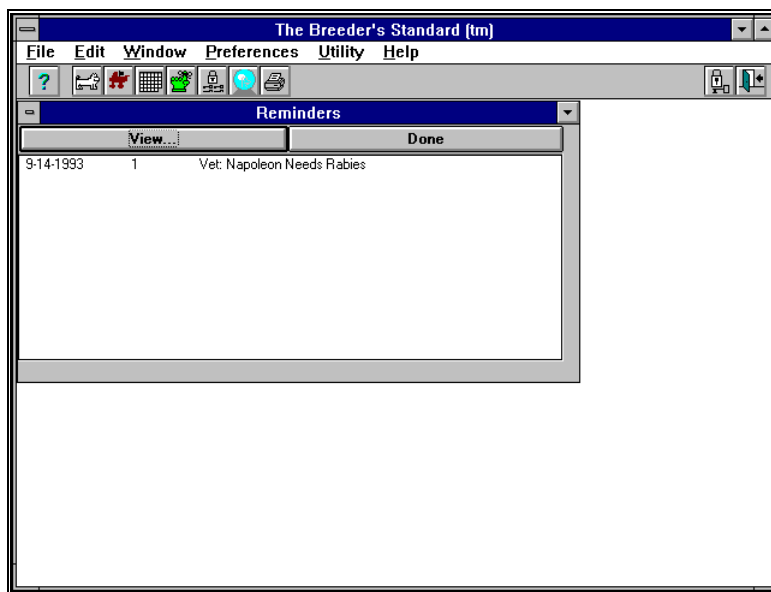 The Breeder's Standard (tm)
File Edit Window Preferences Utility Help
?
Reminders
View... Done
9-14-1993 1 Vet: Napoleon Needs Rabies